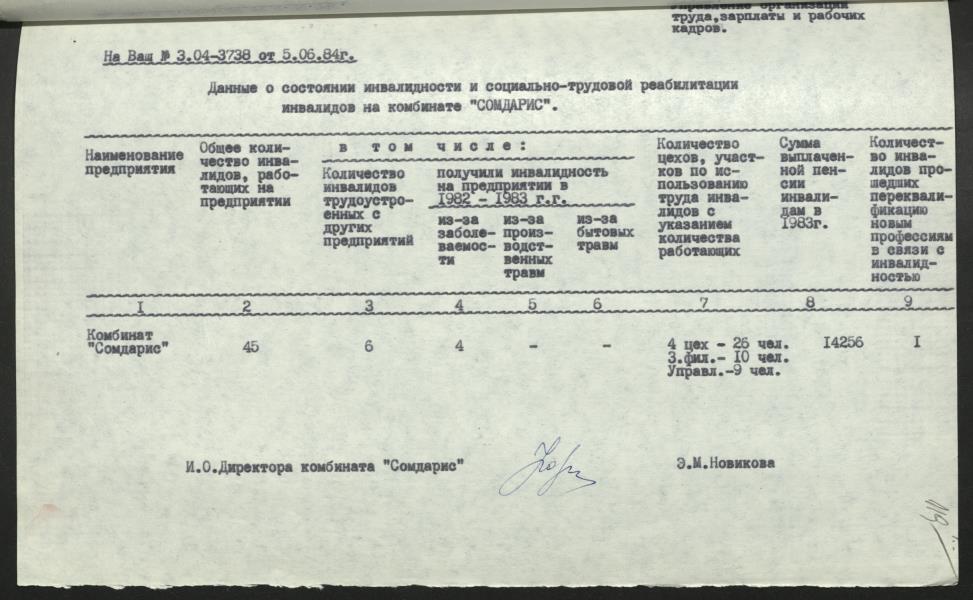 Управление организации
труда,зарплаты и рабочих
кадров.
На Ваш № 3.04-3738 от 5.06.84г.
Данные о состоянии инвалидности и социально-трудовой реабилитации
инвалидов на комбинате "СОМДАРИС".
Наименование
предприятия
Общее коли-
чество инва-
лидов, рабо-
тающих на
предприятии
в том числе:
Количество
инвалидов
трудоустро-
енных с
других
предприятий
получили инвалидность
на предприятии в
1982 - 1983 г.г.
из-за
заболе-
ваемос-
ти
из-за
произ-
водст-
венных
травм
из-за
бытовых
травм
Количество
цехов, участ-
ков по ис-
пользованию
труда инва-
лидов с
указанием
количества
работающих
Сумма
выплачен-
ной пен-
сии
инвали-
дам в
1983г.
Количест-
во инва-
лидов про-
шедших
переквали-
фикацию
новым
профессиям
в связи с
инвалид-
ностью
I 2 3 4 5 6 7 8 9
Комбинат
"Сомдарис" 45 6 4 - - 4 цех - 26 чел. I4256 I
3.фил.- 10 чел.
Управл.-9 чел.
И.О.Директора комбината "Сомдарис" Э.М.Новикова